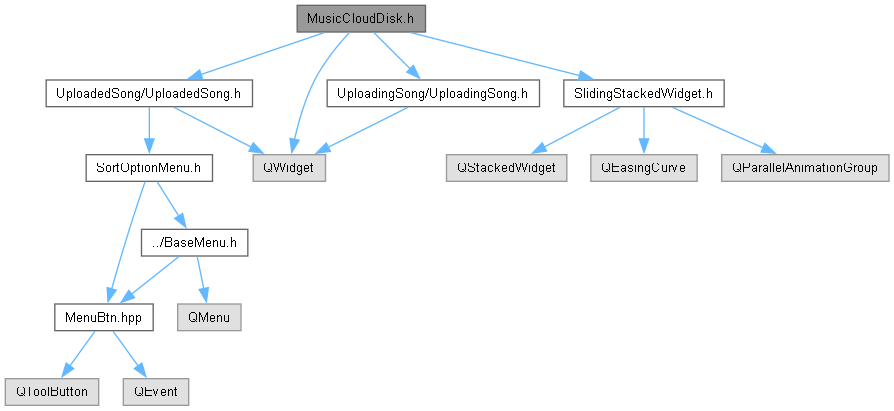 MusicCloudDisk.h
UploadedSong/UploadedSong.h
UploadingSong/UploadingSong.h
SlidingStackedWidget.h
SortOptionMenu.h
QWidget
QStackedWidget
QEasingCurve
QParallelAnimationGroup
../BaseMenu.h
MenuBtn.hpp
QMenu
QToolButton
QEvent